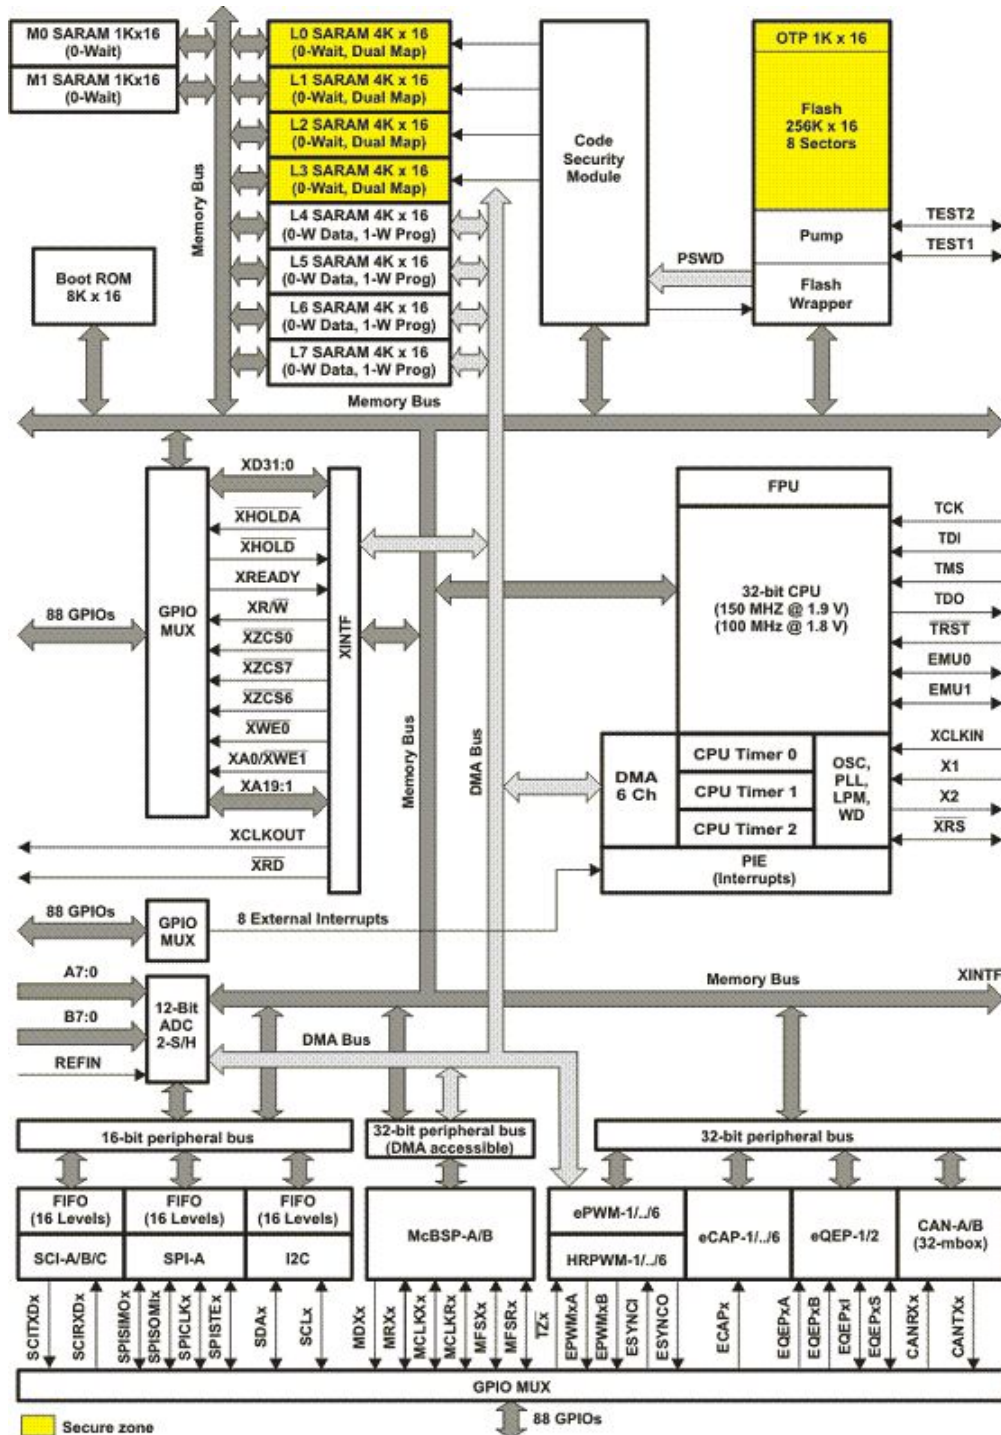 M0 SARAM 1Kx16
(0-Wait)
M1 SARAM 1Kx16
(0-Wait)
L0 SARAM 4K x 16
(0-Wait, Dual Map)
L1 SARAM 4K x 16
(0-Wait, Dual Map)
L2 SARAM 4K x 16
(0-Wait, Dual Map)
L3 SARAM 4K x 16
(0-Wait, Dual Map)
L4 SARAM 4K x 16
(0-W Data, 1-W Prog)
L5 SARAM 4K x 16
(0-W Data, 1-W Prog)
L6 SARAM 4K x 16
(0-W Data, 1-W Prog)
L7 SARAM 4K x 16
(0-W Data, 1-W Prog)
Memory Bus
Code
Security
Module
OTP 1K x 16
Flash
256K x 16
8 Sectors
Pump
Flash
Wrapper
TEST2
TEST1
PSWD
Boot ROM
8K x 16
Memory Bus
88 GPIOs
GPIO
MUX
XD31:0
XHOLDA
XHOLD
XREADY
XR/W
XZCS0
XZCS7
XZCS6
XWE0
XA0/XWE1
XA19:1
XCLKOUT
XRD
XINTF
Memory Bus
DMA Bus
FPU
32-bit CPU
(150 MHZ @ 1.9 V)
(100 MHz @ 1.8 V)
TCK
TDI
TMS
TDO
TRST
EMU0
EMU1
XCLKIN
X1
X2
XRS
DMA
6 Ch
CPU Timer 0
CPU Timer 1
CPU Timer 2
OSC,
PLL,
LPM,
WD
PIE
(Interrupts)
88 GPIOs
GPIO
MUX
8 External Interrupts
A7:0
B7:0
REFIN
12-Bit
ADC
2-S/H
Memory Bus
XINTF
DMA Bus
16-bit peripheral bus
32-bit peripheral bus
(DMA accessible)
32-bit peripheral bus
FIFO
(16 Levels)
SCI-A/B/C
FIFO
(16 Levels)
SPI-A
FIFO
(16 Levels)
I2C
McBSP-A/B
ePWM-1/../6
HRPWM-1/../6
eCAP-1/../6
eQEP-1/2
CAN-A/B
(32-mbox)
SCITXDx
SCIRXDx
SPISIMOx
SPISOMIx
SPICLKx
SPISTEx
SDAx
SCLx
MDXx
MRXx
MCLKXx
MCLKRx
MFSXx
MFSRx
TZx
EPWMxA
EPWMxB
ESYNCI
ESYNCO
ECAPx
EQEPxA
EQEPxB
EQEPxI
EQEPxS
CANRXx
CANTXx
GPIO MUX
Secure zone
88 GPIOs